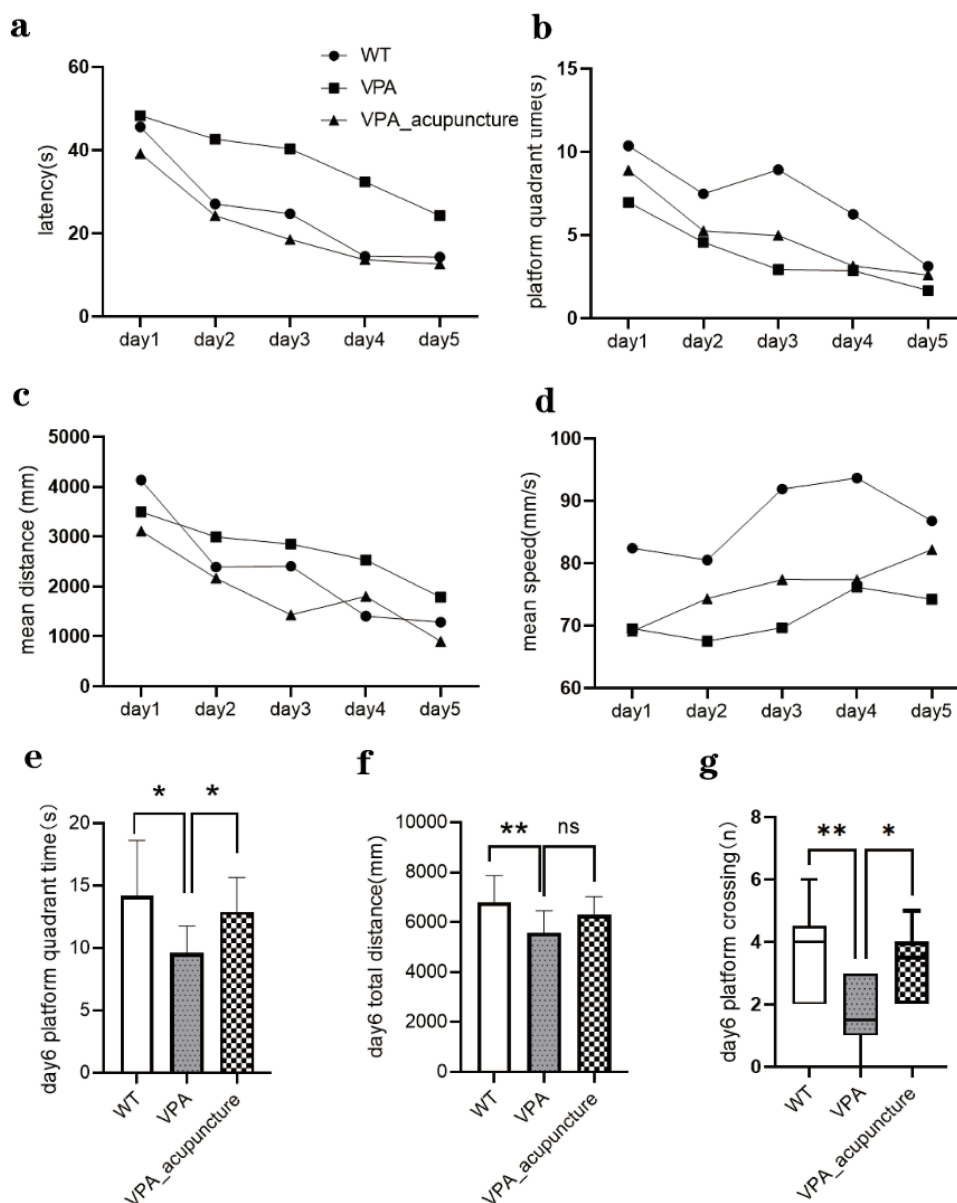 a
WT
VPA
VPA_acupuncture
latency(s)
60
40
20
0
day1 day2 day3 day4 day5
b
platform quadrant time(s)
15
10
5
0
day1 day2 day3 day4 day5
c
mean distance (mm)
5000
4000
3000
2000
1000
0
day1 day2 day3 day4 day5
d
mean speed(mm/s)
100
90
80
70
60
day1 day2 day3 day4 day5
e
day6 platform quadrant time(s)
* *
20
15
10
5
0
WT VPA VPA_acupuncture
f
day6 total distance(mm)
** ns
10000
8000
6000
4000
2000
0
WT VPA VPA_acupuncture
g
day6 platform crossing(n)
** *
8
6
4
2
0
WT VPA VPA_acupuncture